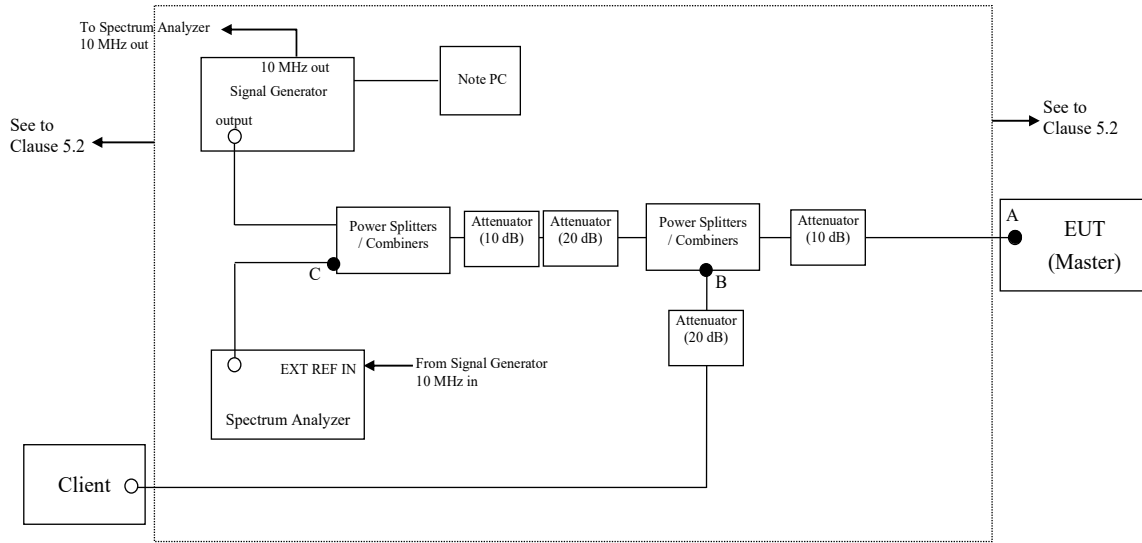 To Spectrum Analyzer
10 MHz out
10 MHz out
Signal Generator
output
Note PC
See to
Clause 5.2
See to
Clause 5.2
Power Splitters
/ Combiners
Attenuator
(10 dB)
Attenuator
(20 dB)
Power Splitters
/ Combiners
Attenuator
(10 dB)
A
EUT
(Master)
C
B
Attenuator
(20 dB)
EXT REF IN
Spectrum Analyzer
From Signal Generator
10 MHz in
Client